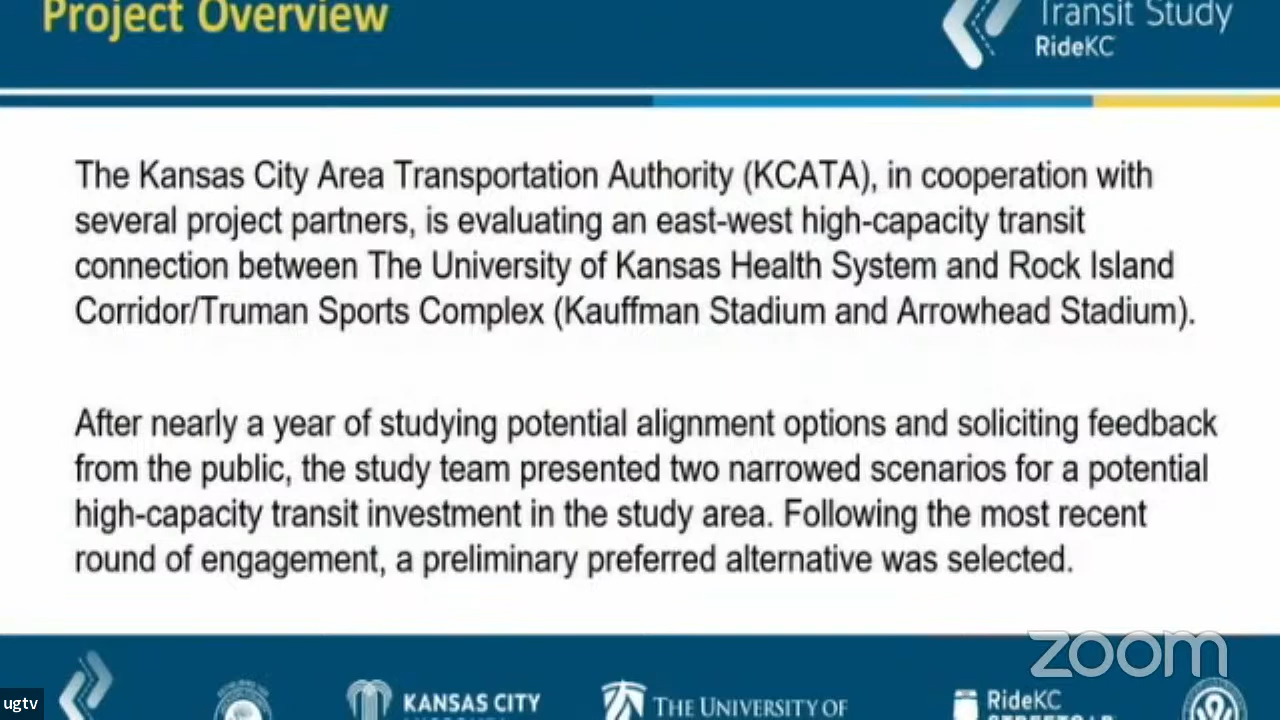 Project Overview
Transit Study
RideKC
The Kansas City Area Transportation Authority (KCATA), in cooperation with
several project partners, is evaluating an east-west high-capacity transit
connection between The University of Kansas Health System and Rock Island
Corridor/Truman Sports Complex (Kauffman Stadium and Arrowhead Stadium).
After nearly a year of studying potential alignment options and soliciting feedback
from the public, the study team presented two narrowed scenarios for a potential
high-capacity transit investment in the study area. Following the most recent
round of engagement, a preliminary preferred alternative was selected.
zoom
ugtv
KANSAS CITY
THE UNIVERSITY OF
RideKC